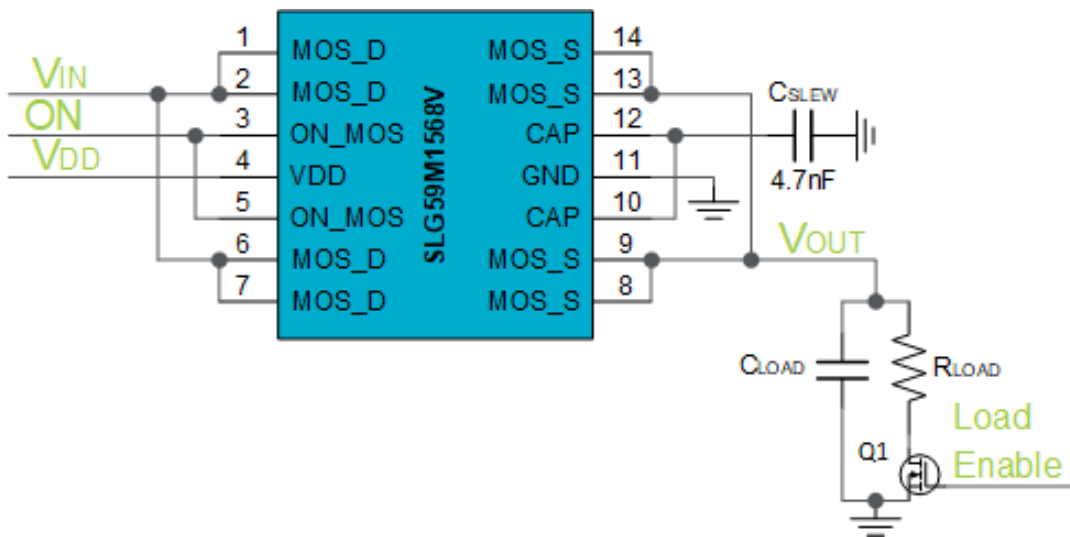 VIN
ON
VDD
1
2
3
4
5
6
7
MOS_D
MOS_D
ON_MOS
VDD
ON_MOS
MOS_D
MOS_D
SLG59M1568V
MOS_S
MOS_S
CAP
GND
CAP
MOS_S
MOS_S
14
13
12
11
10
9
8
CSLEW
4.7nF
VOUT
CLOAD
RLOAD
Q1
Load
Enable